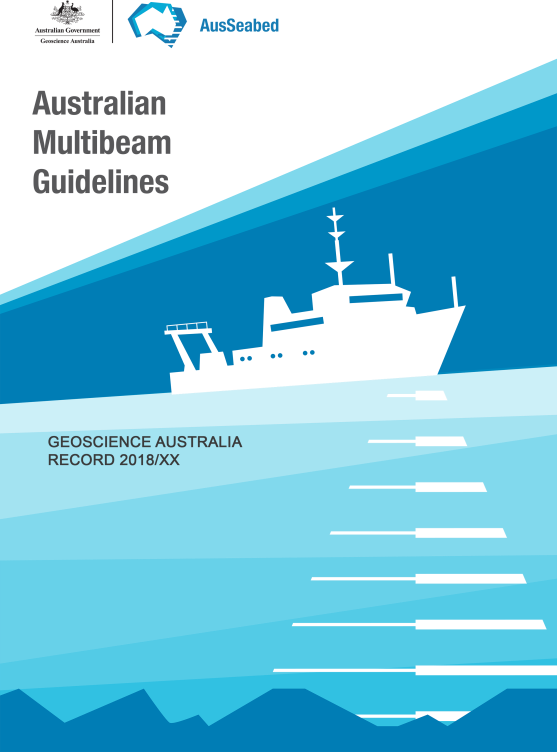 Australian Government
Geoscience Australia
AusSeabed
Australian
Multibeam
Guidelines
GEOSCIENCE AUSTRALIA
RECORD 2018/XX